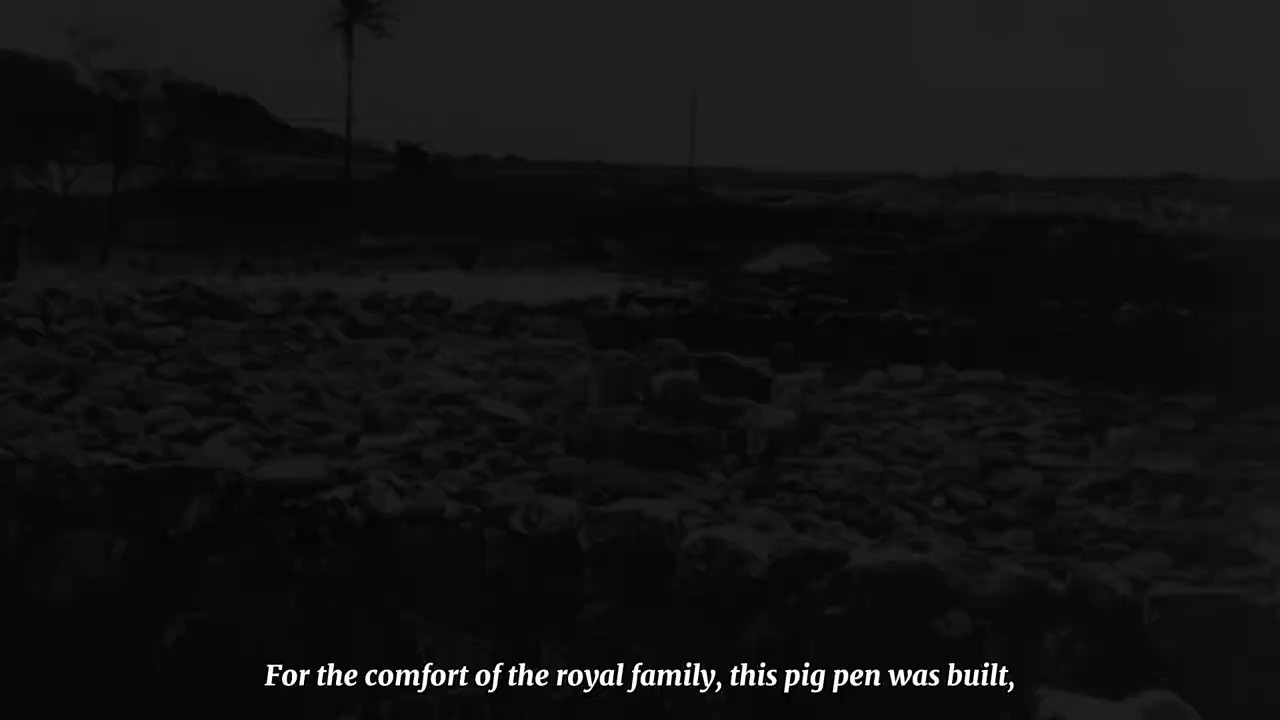 For the comfort of the royal family, this pig pen was built,